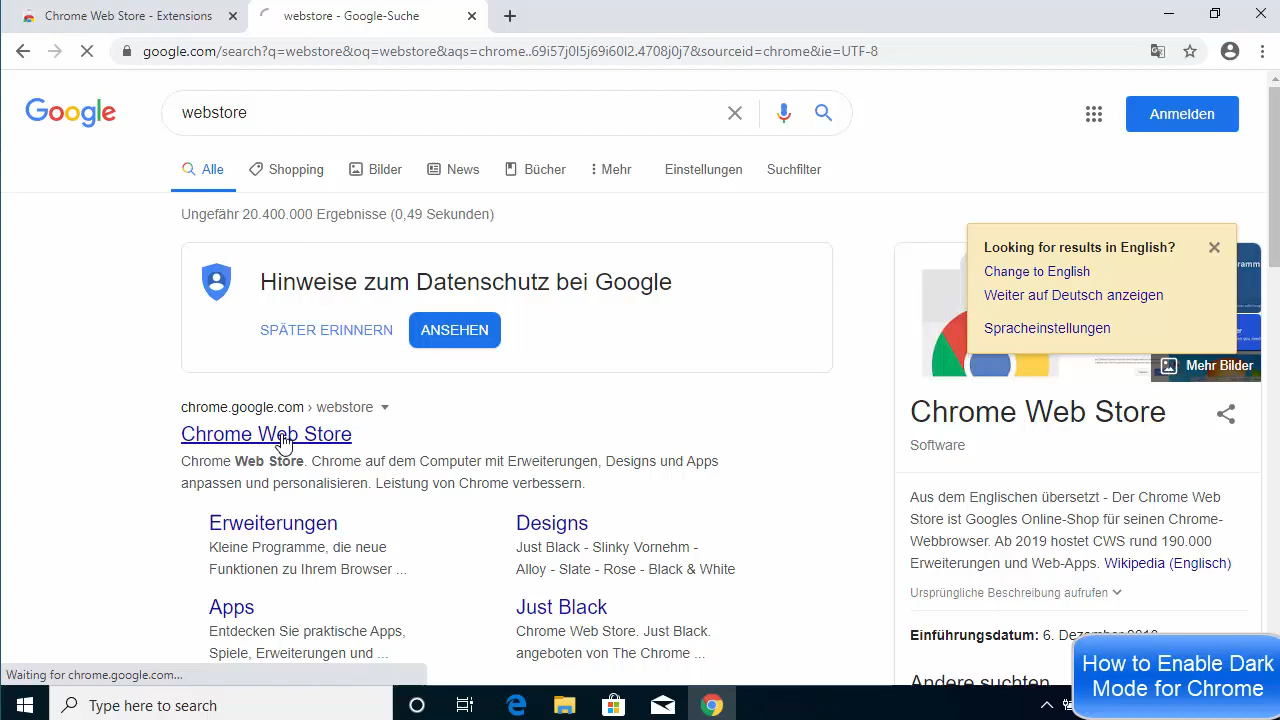 Chrome Web Store - Extensions
webstore - Google-Suche
google.com/search?q=webstore&oq=webstore&aqs=chrome..69i57j0l5j69i60l2.4708j0j7&sourceid=chrome&ie=UTF-8
Google
webstore
Anmelden
Alle
Shopping
Bilder
News
Bücher
Mehr
Einstellungen
Suchfilter
Ungefähr 20.400.000 Ergebnisse (0,49 Sekunden)
Hinweise zum Datenschutz bei Google
SPÄTER ERINNERN
ANSEHEN
chrome.google.com › webstore
Chrome Web Store
Chrome Web Store. Chrome auf dem Computer mit Erweiterungen, Designs und Apps
anpassen und personalisieren. Leistung von Chrome verbessern.
Erweiterungen
Kleine Programme, die neue
Funktionen zu Ihrem Browser ...
Designs
Just Black - Slinky Vornehm -
Alloy - Slate - Rose - Black & White
Apps
Entdecken Sie praktische Apps,
Spiele, Erweiterungen und ...
Just Black
Chrome Web Store. Just Black.
angeboten von The Chrome ...
Looking for results in English?
Change to English
Weiter auf Deutsch anzeigen
Spracheinstellungen
Mehr Bilder
Chrome Web Store
Software
Aus dem Englischen übersetzt - Der Chrome Web
Store ist Googles Online-Shop für seinen Chrome-
Webbrowser. Ab 2019 hostet CWS rund 190.000
Erweiterungen und Web-Apps. Wikipedia (Englisch)
Ursprüngliche Beschreibung aufrufen
Einführungsdatum: 6.
Andere suchten
Waiting for chrome.google.com...
Type here to search
How to Enable Dark
Mode for Chrome